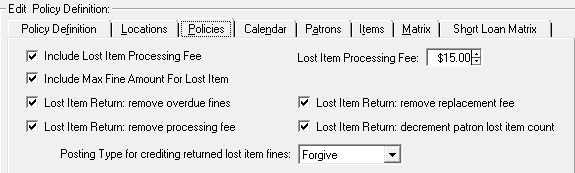 Edit Policy Definition:
Policy Definition Locations Policies Calendar Patrons Items Matrix Short Loan Matrix
Include Lost Item Processing Fee Lost Item Processing Fee: $15.00
Include Max Fine Amount For Lost Item
Lost Item Return: remove overdue fines Lost Item Return: remove replacement fee
Lost Item Return: remove processing fee Lost Item Return: decrement patron lost item count
Posting Type for crediting returned lost item fines: Forgive